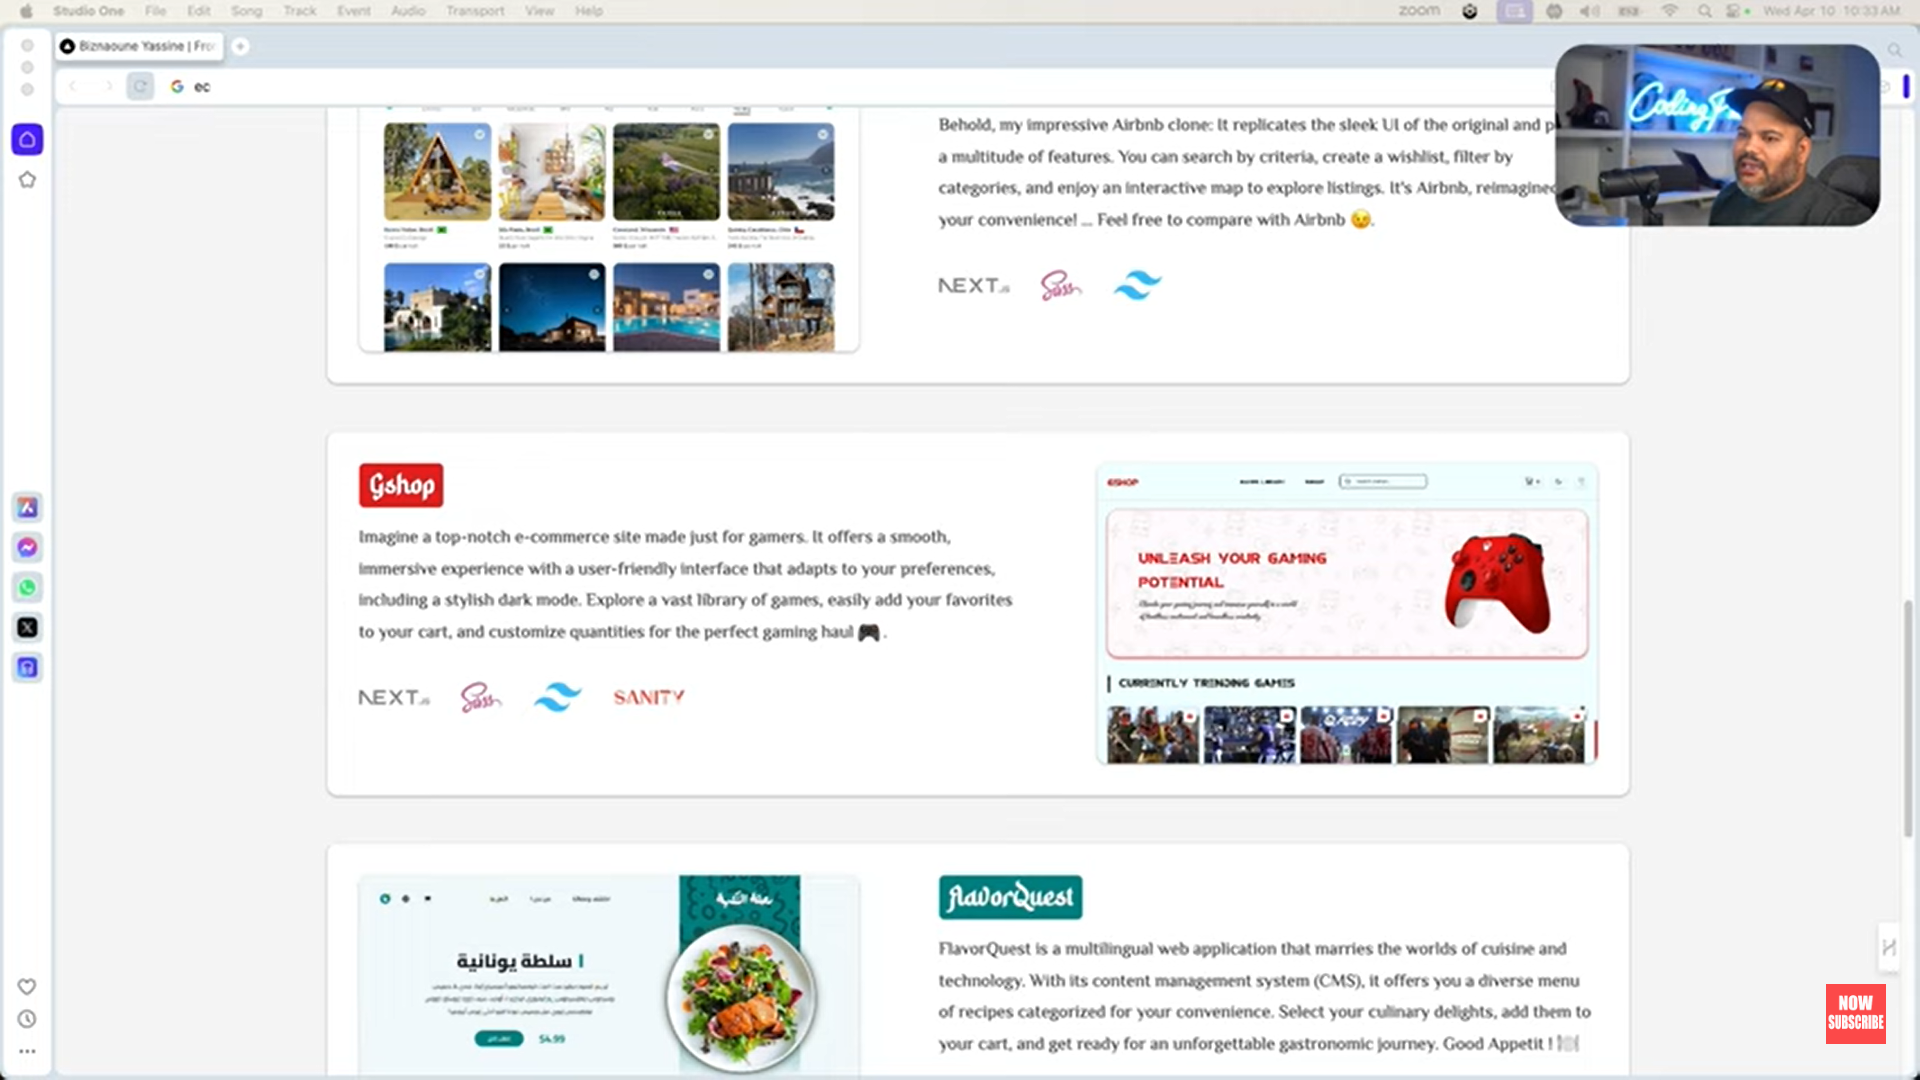 Studio One File Edit Song Track Event Audio Transport View Help
zoom Wed Apr 10 10:33 AM
Biznaoune Yassine | Fro
ec
Behold, my impressive Airbnb clone: It replicates the sleek UI of the original and p
a multitude of features. You can search by criteria, create a wishlist, filter by
categories, and enjoy an interactive map to explore listings. It's Airbnb, reimagined
your convenience! ... Feel free to compare with Airbnb 😉.
NEXT.JS Sass
Gshop
Imagine a top-notch e-commerce site made just for gamers. It offers a smooth,
immersive experience with a user-friendly interface that adapts to your preferences,
including a stylish dark mode. Explore a vast library of games, easily add your favorites
to your cart, and customize quantities for the perfect gaming haul 🎮.
NEXT.JS Sass SANITY
GSHOP
UNLEASH YOUR GAMING
POTENTIAL
CURRENTLY TRENDING GAMES
سلطة يونانية
54.99
FlavorQuest
FlavorQuest is a multilingual web application that marries the worlds of cuisine and
technology. With its content management system (CMS), it offers you a diverse menu
of recipes categorized for your convenience. Select your culinary delights, add them to
your cart, and get ready for an unforgettable gastronomic journey. Good Appetit ! 🍽
NOW
SUBSCRIBE